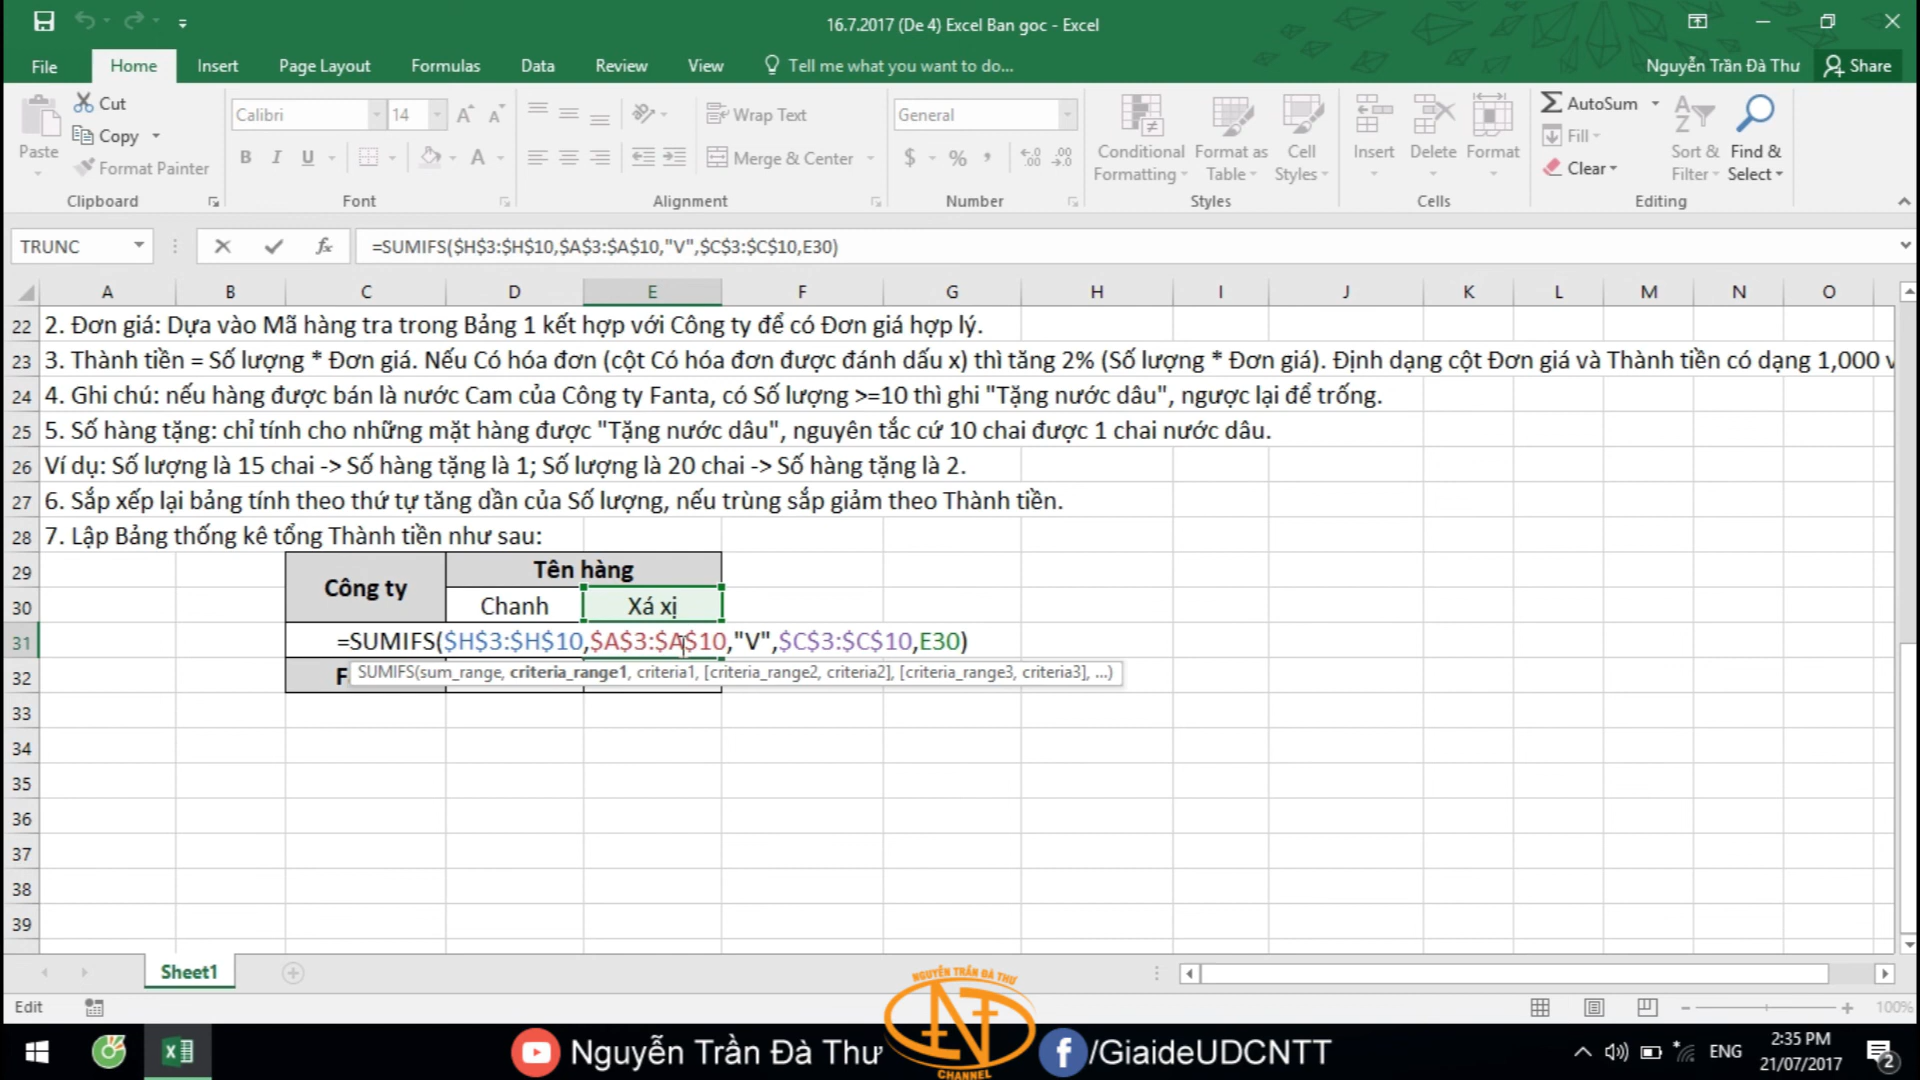 16.7.2017 (De 4) Excel Ban goc - Excel
File Home Insert Page Layout Formulas Data Review View Tell me what you want to do... Nguyễn Trần Đà Thư Share
Paste
Cut
Copy
Format Painter
Clipboard
Calibri 14
B I U
Font
Wrap Text
Merge & Center
Alignment
General
$ % ,
Number
Conditional Formatting
Format as Table
Cell Styles
Styles
Insert Delete Format
Cells
AutoSum
Fill
Clear
Sort & Filter
Find & Select
Editing
TRUNC fx =SUMIFS($H$3:$H$10,$A$3:$A$10,"V",$C$3:$C$10,E30)
A B C D E F G H I J K L M N O
22 2. Đơn giá: Dựa vào Mã hàng tra trong Bảng 1 kết hợp với Công ty để có Đơn giá hợp lý.
23 3. Thành tiền = Số lượng * Đơn giá. Nếu Có hóa đơn (cột Có hóa đơn được đánh dấu x) thì tăng 2% (Số lượng * Đơn giá). Định dạng cột Đơn giá và Thành tiền có dạng 1,000 v
24 4. Ghi chú: nếu hàng được bán là nước Cam của Công ty Fanta, có Số lượng >=10 thì ghi "Tặng nước dâu", ngược lại để trống.
25 5. Số hàng tặng: chỉ tính cho những mặt hàng được "Tặng nước dâu", nguyên tắc cứ 10 chai được 1 chai nước dâu.
26 Ví dụ: Số lượng là 15 chai -> Số hàng tặng là 1; Số lượng là 20 chai -> Số hàng tặng là 2.
27 6. Sắp xếp lại bảng tính theo thứ tự tăng dần của Số lượng, nếu trùng sắp giảm theo Thành tiền.
28 7. Lập Bảng thống kê tổng Thành tiền như sau:
29 Công ty Tên hàng
30 Chanh Xá xị
31 =SUMIFS($H$3:$H$10,$A$3:$A$10,"V",$C$3:$C$10,E30)
32 F SUMIFS(sum_range, criteria_range1, criteria1, [criteria_range2, criteria2], [criteria_range3, criteria3], ...)
33
34
35
36
37
38
39
Sheet1
Edit 100%
NGUYỄN TRẦN ĐÀ THƯ
CHANNEL
Nguyễn Trần Đà Thư /GiaideUDCNTT
ENG 2:35 PM
21/07/2017
2